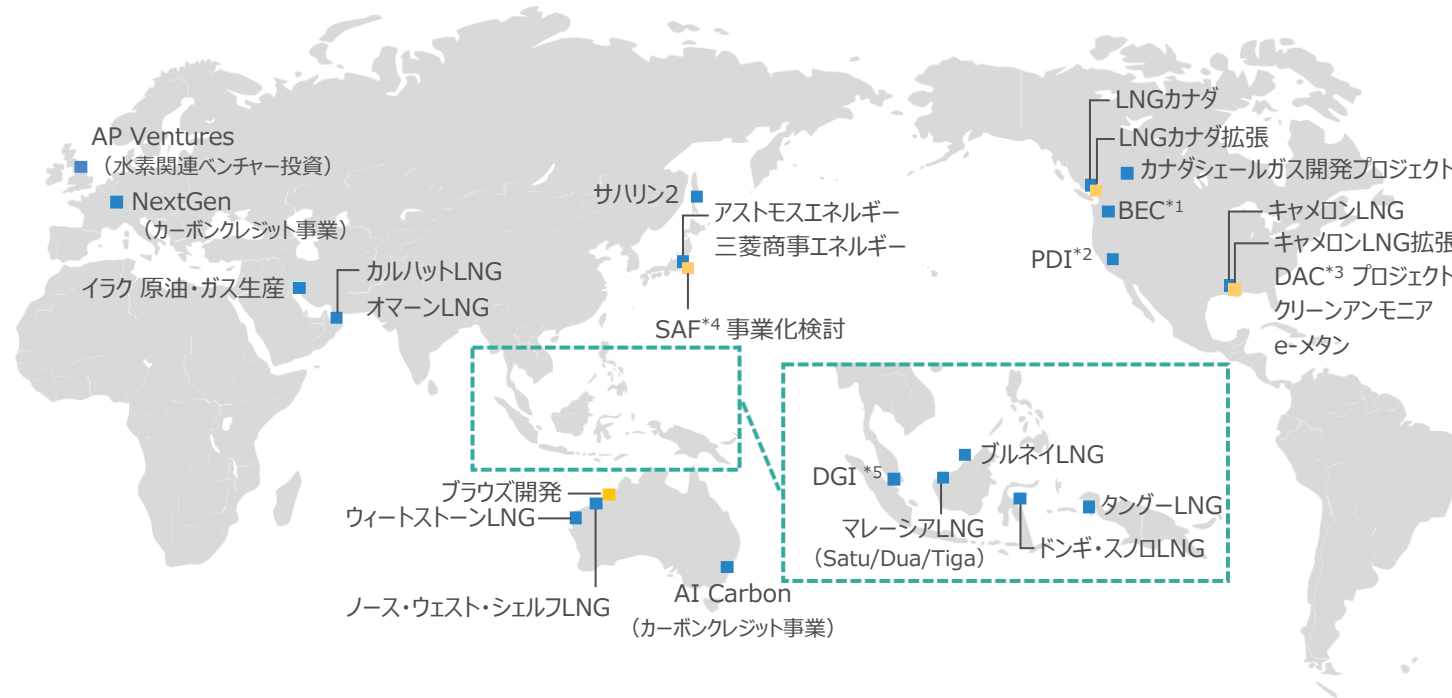 AP Ventures
（水素関連ベンチャー投資）
NextGen
（カーボンクレジット事業）
イラク 原油・ガス生産
カルハットLNG
オマーンLNG
サハリン2
アストモスエネルギー
三菱商事エネルギー
SAF*4 事業化検討
LNGカナダ
LNGカナダ拡張
カナダシェールガス開発プロジェクト
BEC*1
PDI*2
キャメロンLNG
キャメロンLNG拡張
DAC*3 プロジェクト
クリーンアンモニア
e-メタン
ブラウズ開発
ウィートストーンLNG
ノース・ウェスト・シェルフLNG
AI Carbon
（カーボンクレジット事業）
DGI *5
ブルネイLNG
マレーシアLNG
（Satu/Dua/Tiga）
タングーLNG
ドンギ・スノロLNG